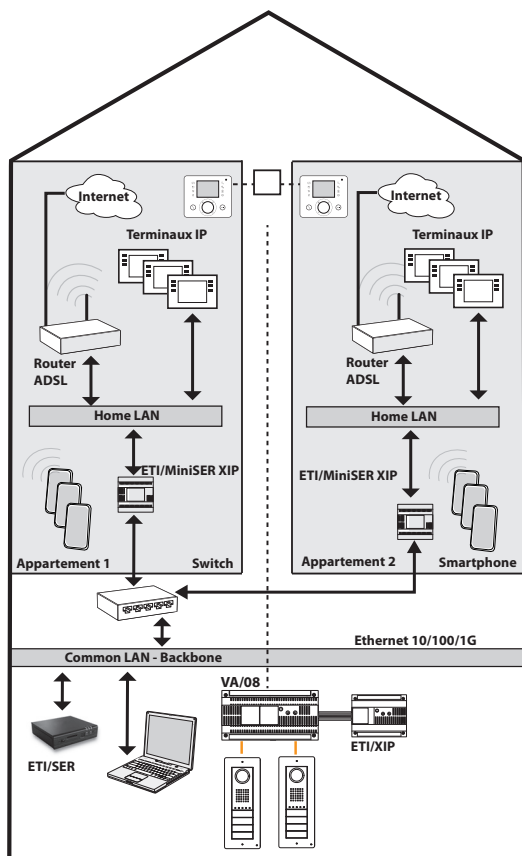 Internet
Terminaux IP
Router
ADSL
Home LAN
ETI/MiniSER XIP
Appartement 1
Switch
Internet
Terminaux IP
Router
ADSL
Home LAN
ETI/MiniSER XIP
Appartement 2
Smartphone
Ethernet 10/100/1G
Common LAN - Backbone
VA/08
ETI/XIP
ETI/SER